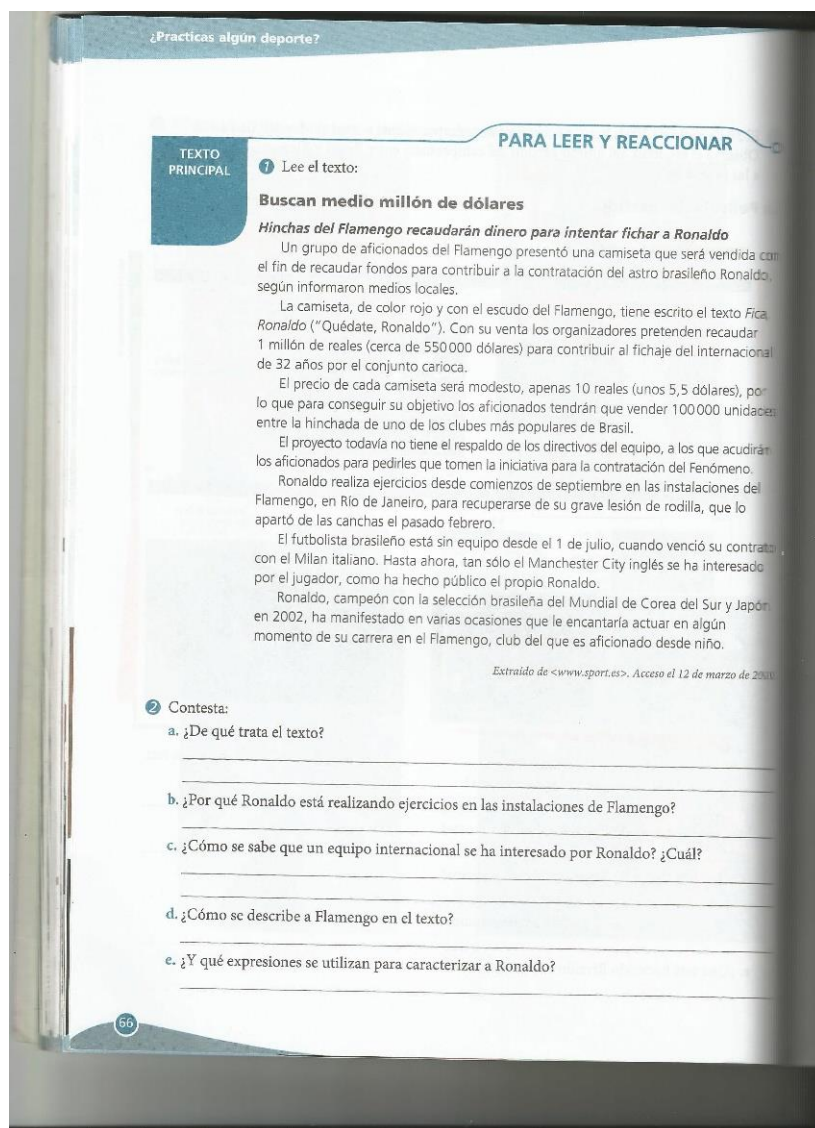 ¿Practicas algún deporte?
PARA LEER Y REACCIONAR
TEXTO
PRINCIPAL
1 Lee el texto:
Buscan medio millón de dólares
Hinchas del Flamengo recaudarán dinero para intentar fichar a Ronaldo
Un grupo de aficionados del Flamengo presentó una camiseta que será vendida con
el fin de recaudar fondos para contribuir a la contratación del astro brasileño Ronaldo,
según informaron medios locales.
La camiseta, de color rojo y con el escudo del Flamengo, tiene escrito el texto Fica,
Ronaldo ("Quédate, Ronaldo"). Con su venta los organizadores pretenden recaudar
1 millón de reales (cerca de 550 000 dólares) para contribuir al fichaje del internacional
de 32 años por el conjunto carioca.
El precio de cada camiseta será modesto, apenas 10 reales (unos 5,5 dólares), por
lo que para conseguir su objetivo los aficionados tendrán que vender 100 000 unidades
entre la hinchada de uno de los clubes más populares de Brasil.
El proyecto todavía no tiene el respaldo de los directivos del equipo, a los que acudirán
los aficionados para pedirles que tomen la iniciativa para la contratación del Fenómeno.
Ronaldo realiza ejercicios desde comienzos de septiembre en las instalaciones del
Flamengo, en Río de Janeiro, para recuperarse de su grave lesión de rodilla, que lo
apartó de las canchas el pasado febrero.
El futbolista brasileño está sin equipo desde el 1 de julio, cuando venció su contrato
con el Milan italiano. Hasta ahora, tan sólo el Manchester City inglés se ha interesado
por el jugador, como ha hecho público el propio Ronaldo.
Ronaldo, campeón con la selección brasileña del Mundial de Corea del Sur y Japón
en 2002, ha manifestado en varias ocasiones que le encantaría actuar en algún
momento de su carrera en el Flamengo, club del que es aficionado desde niño.
Extraído de <www.sport.es>. Acceso el 12 de marzo de
2 Contesta:
a. ¿De qué trata el texto?
b. ¿Por qué Ronaldo está realizando ejercicios en las instalaciones de Flamengo?
c. ¿Cómo se sabe que un equipo internacional se ha interesado por Ronaldo? ¿Cuál?
d. ¿Cómo se describe a Flamengo en el texto?
e. ¿Y qué expresiones se utilizan para caracterizar a Ronaldo?
66